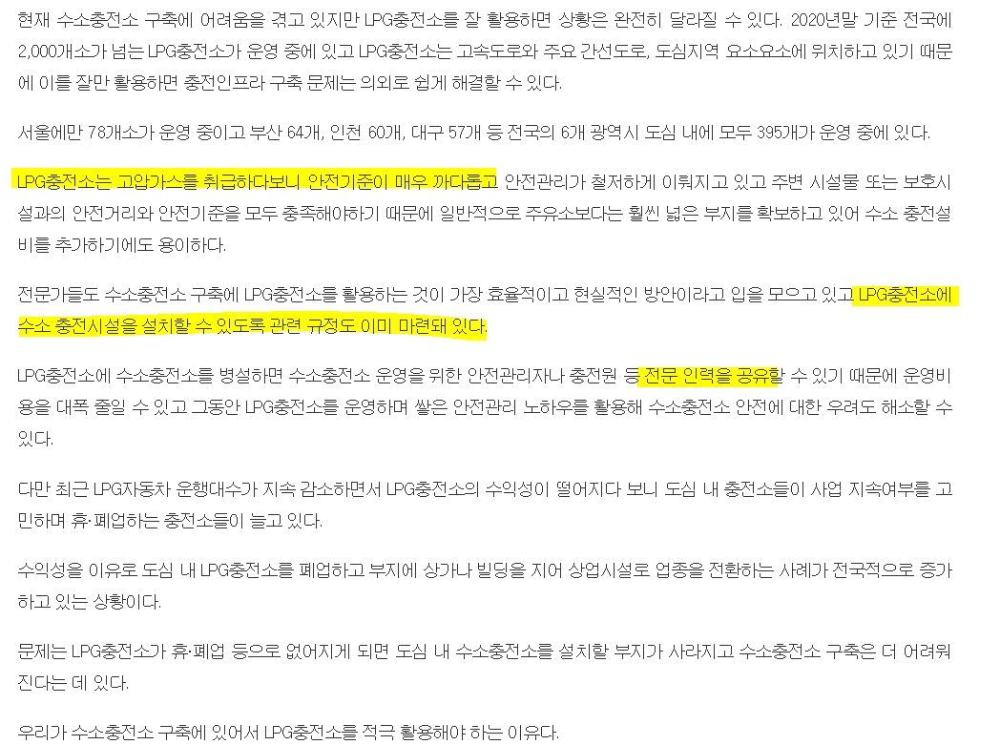 현재 수소충전소 구축에 어려움을 겪고 있지만 LPG충전소를 잘 활용하면 상황은 완전히 달라질 수 있다. 2020년말 기준 전국에
2,000개소가 넘는 LPG충전소가 운영 중에 있고 LPG충전소는 고속도로와 주요 간선도로, 도심지역 요소요소에 위치하고 있기 때문
에 이를 잘만 활용하면 충전인프라 구축 문제는 의외로 쉽게 해결할 수 있다.
서울에만 78개소가 운영 중이고 부산 64개, 인천 60개, 대구 57개 등 전국의 6개 광역시 도심 내에 모두 395개가 운영 중에 있다.
LPG충전소는 고압가스를 취급하다보니 안전기준이 매우 까다롭고 안전관리가 철저하게 이뤄지고 있고 주변 시설물 또는 보호시
설과의 안전거리와 안전기준을 모두 충족해야하기 때문에 일반적으로 주유소보다는 훨씬 넓은 부지를 확보하고 있어 수소 충전설
비를 추가하기에도 용이하다.
전문가들도 수소충전소 구축에 LPG충전소를 활용하는 것이 가장 효율적이고 현실적인 방안이라고 입을 모으고 있고 LPG충전소에
수소 충전시설을 설치할 수 있도록 관련 규정도 이미 마련돼 있다.
LPG충전소에 수소충전소를 병설하면 수소충전소 운영을 위한 안전관리자나 충전원 등 전문 인력을 공유할 수 있기 때문에 운영비
용을 대폭 줄일 수 있고 그동안 LPG충전소를 운영하며 쌓은 안전관리 노하우를 활용해 수소충전소 안전에 대한 우려도 해소할 수
있다.
다만 최근 LPG자동차 운행대수가 지속 감소하면서 LPG충전소의 수익성이 떨어지다 보니 도심 내 충전소들이 사업 지속여부를 고
민하며 휴·폐업하는 충전소들이 늘고 있다.
수익성을 이유로 도심 내 LPG충전소를 폐업하고 부지에 상가나 빌딩을 지어 상업시설로 업종을 전환하는 사례가 전국적으로 증가
하고 있는 상황이다.
문제는 LPG충전소가 휴·폐업 등으로 없어지게 되면 도심 내 수소충전소를 설치할 부지가 사라지고 수소충전소 구축은 더 어려워
진다는 데 있다.
우리가 수소충전소 구축에 있어서 LPG충전소를 적극 활용해야 하는 이유다.